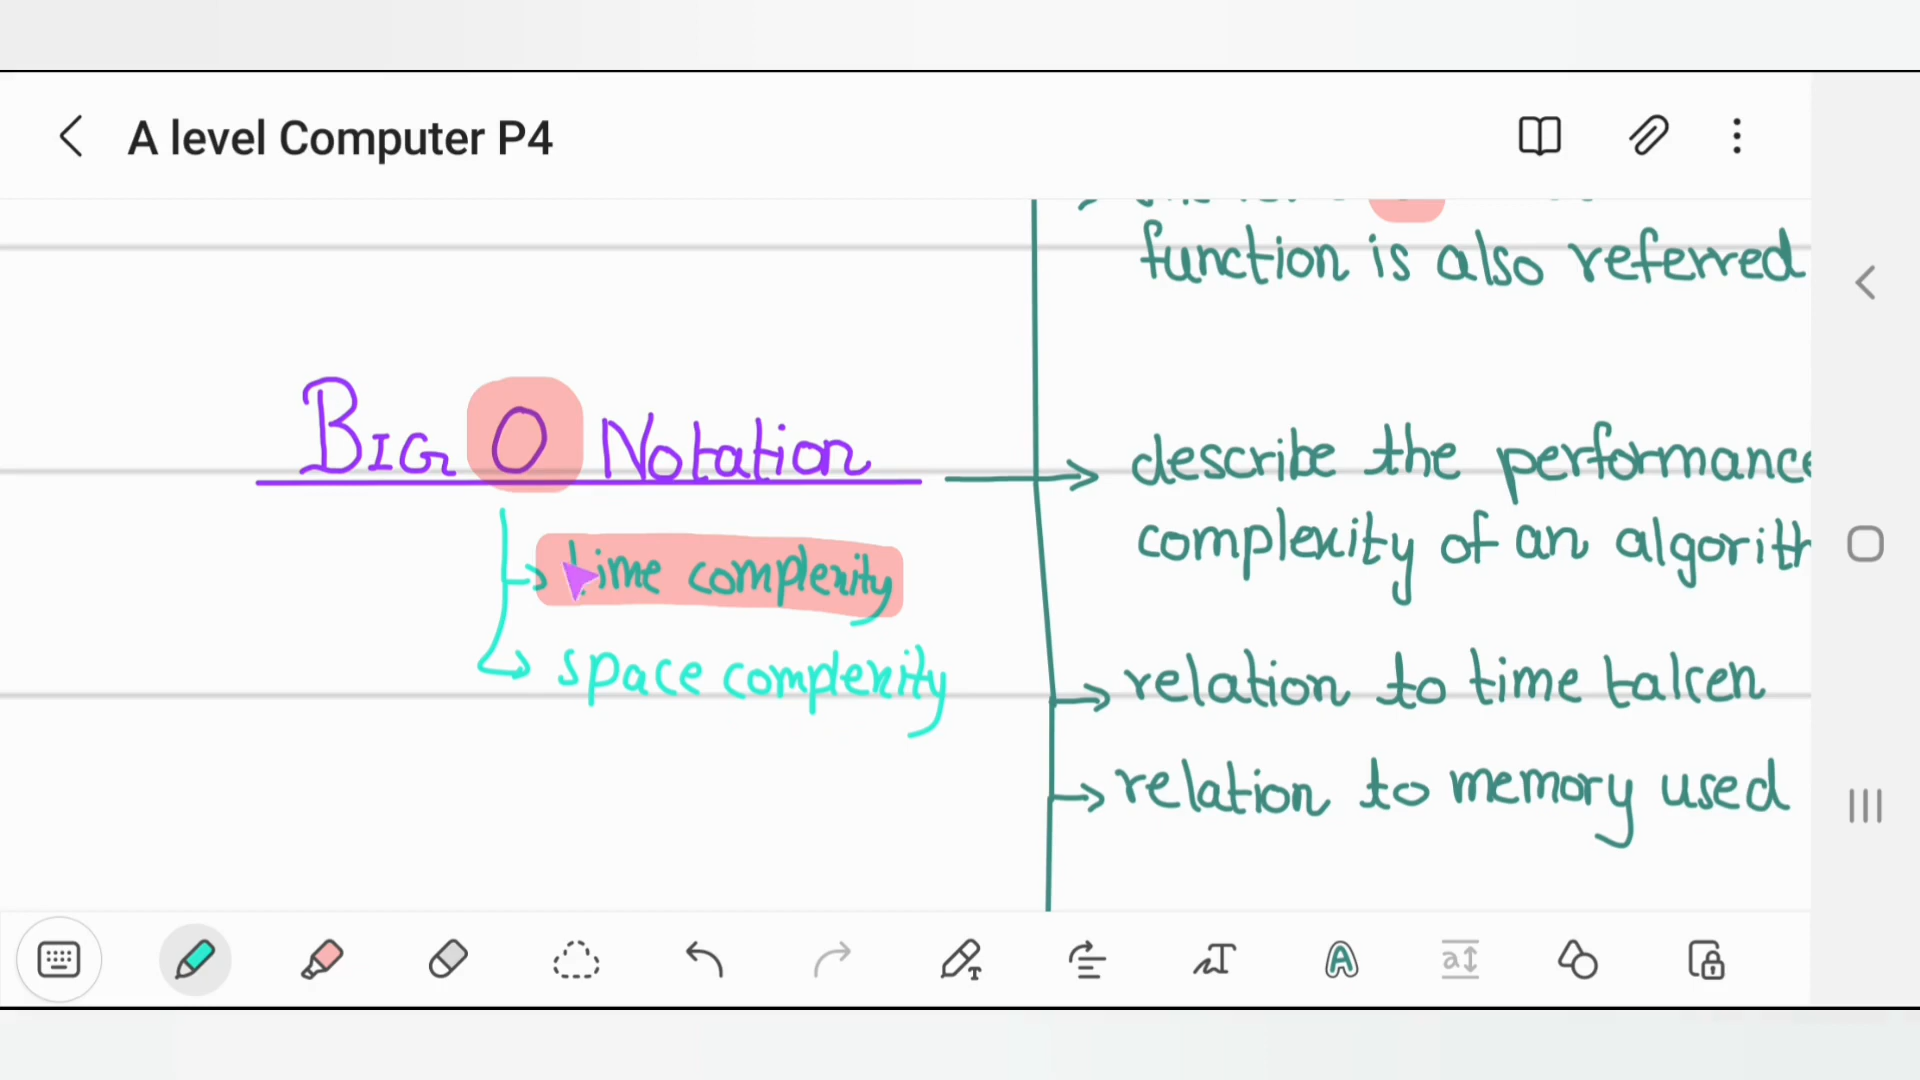 A level Computer P4
function is also referred
BIG O Notation
describe the performance
complexity of an algorith
time complexity
space complexity
relation to time taken
relation to memory used